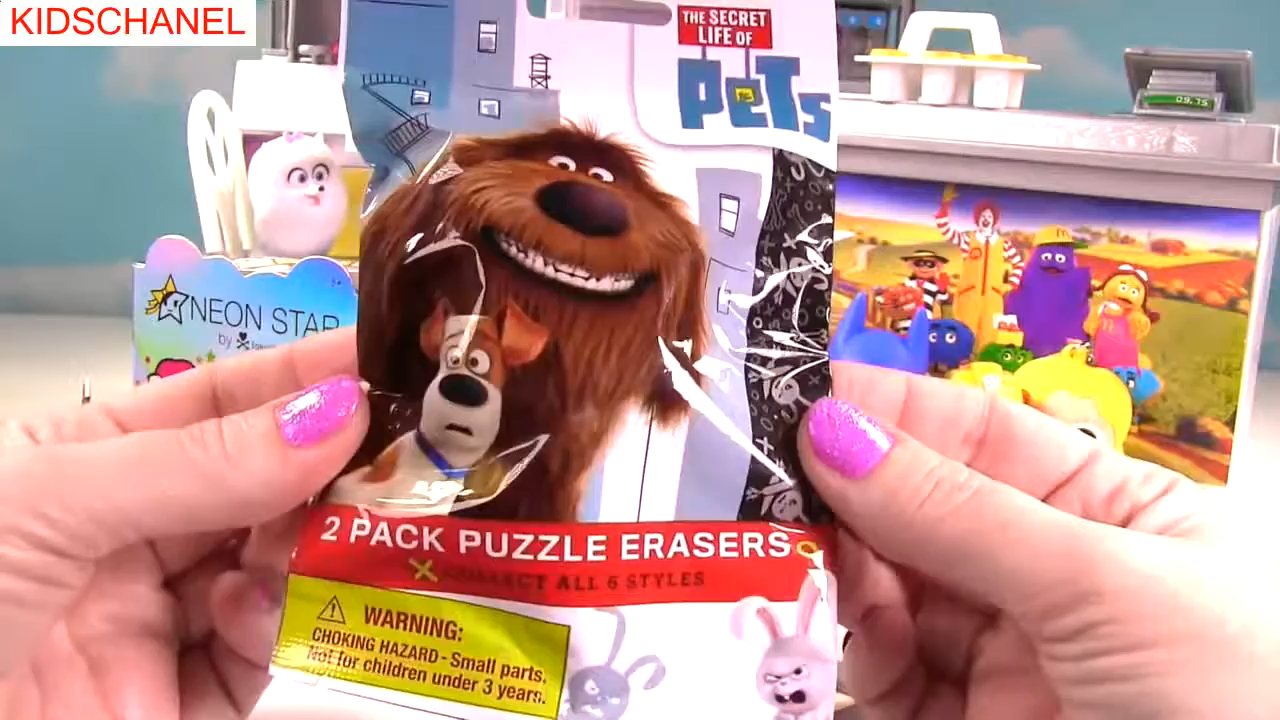 KIDSCHANEL
THE SECRET
LIFE OF
PETS
09.75
NEON STAR
by
2 PACK PUZZLE ERASERS
COLLECT ALL 6 STYLES
WARNING:
CHOKING HAZARD - Small parts.
Not for children under 3 years.